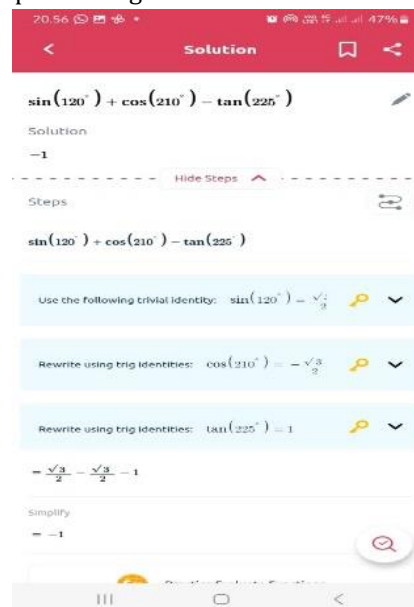 20.56
47%
Solution
sin(120°) + cos(210°) − tan(225°)
Solution
−1
Hide Steps
Steps
sin(120°) + cos(210°) − tan(225°)
Use the following trivial identity: sin(120°) =
Rewrite using trig identities: cos(210°) = −√3/2
Rewrite using trig identities: tan(225°) = 1
= √3/2 − √3/2 − 1
Simplify
= −1